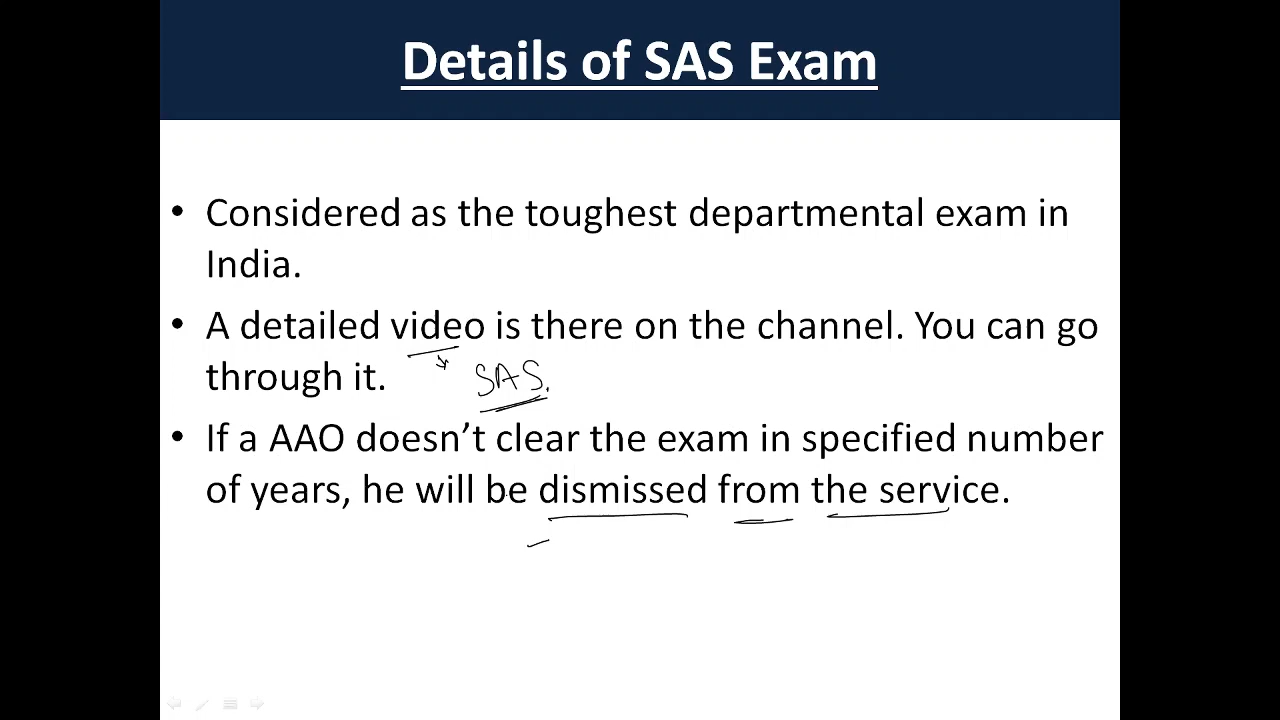 Details of SAS Exam
• Considered as the toughest departmental exam in
India.
• A detailed video is there on the channel. You can go
through it.
SAS.
• If a AAO doesn't clear the exam in specified number
of years, he will be dismissed from the service.